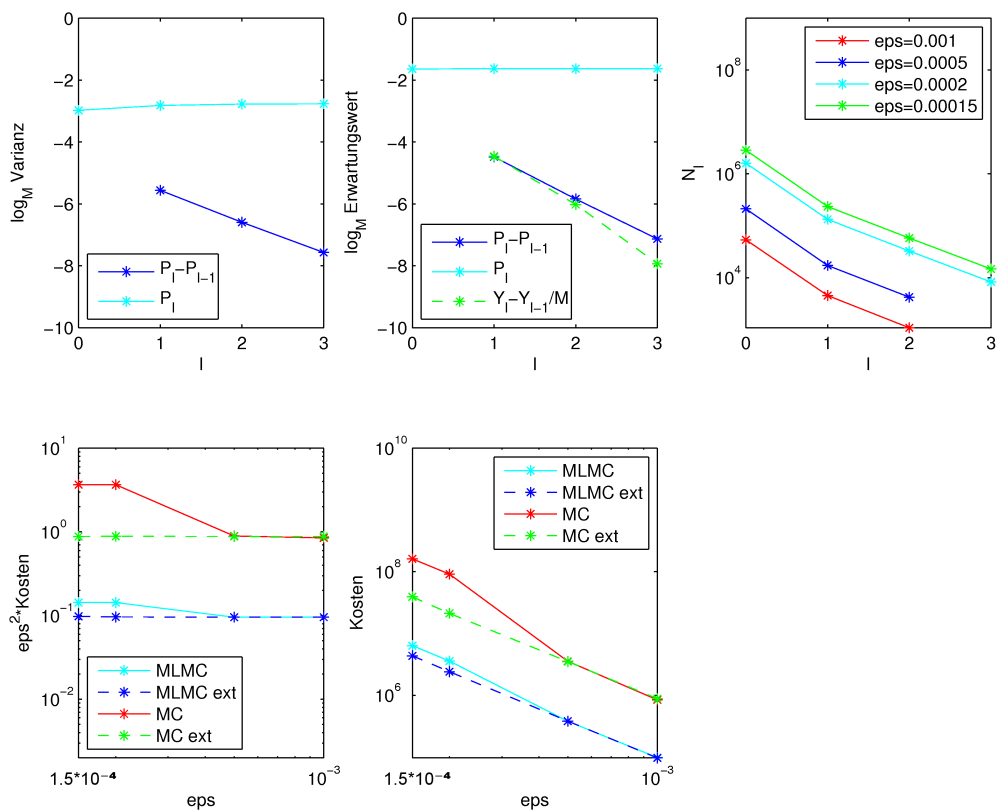 0
−2
−4
−6
−8
−10
log_M Varianz
P_l−P_{l−1}
P_l
0 1 2 3
l
0
−2
−4
−6
−8
−10
log_M Erwartungswert
P_l−P_{l−1}
P_l
Y_l−Y_{l−1}/M
0 1 2 3
l
10^8
10^6
10^4
N_l
eps=0.001
eps=0.0005
eps=0.0002
eps=0.00015
0 1 2 3
l
10^1
10^0
10^{−1}
10^{−2}
eps^2*Kosten
MLMC
MLMC ext
MC
MC ext
1.5*10^{−4} 10^{−3}
eps
10^{10}
10^8
10^6
Kosten
MLMC
MLMC ext
MC
MC ext
1.5*10^{−4} 10^{−3}
eps